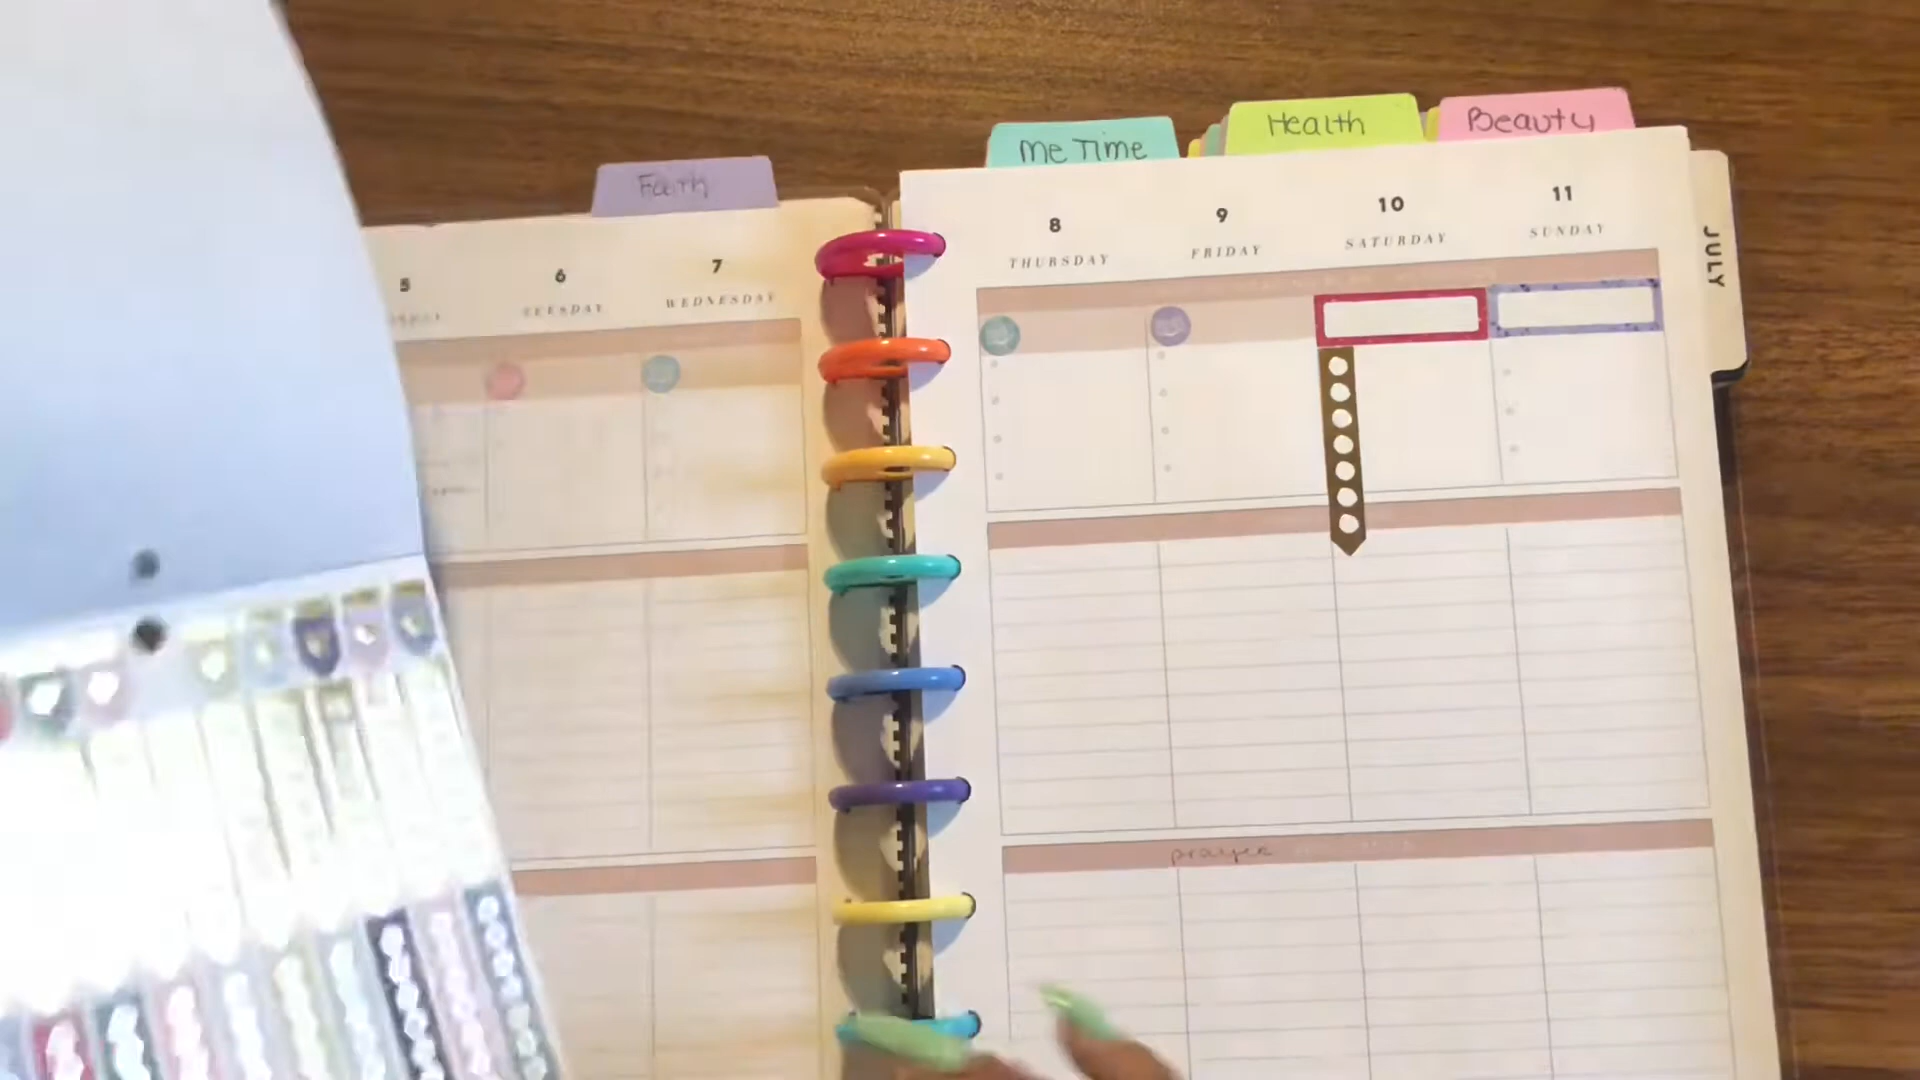 Faith
Me Time
Health
Beauty
5
6
7
TUESDAY
WEDNESDAY
8
9
10
11
THURSDAY
FRIDAY
SATURDAY
SUNDAY
JULY
prayer